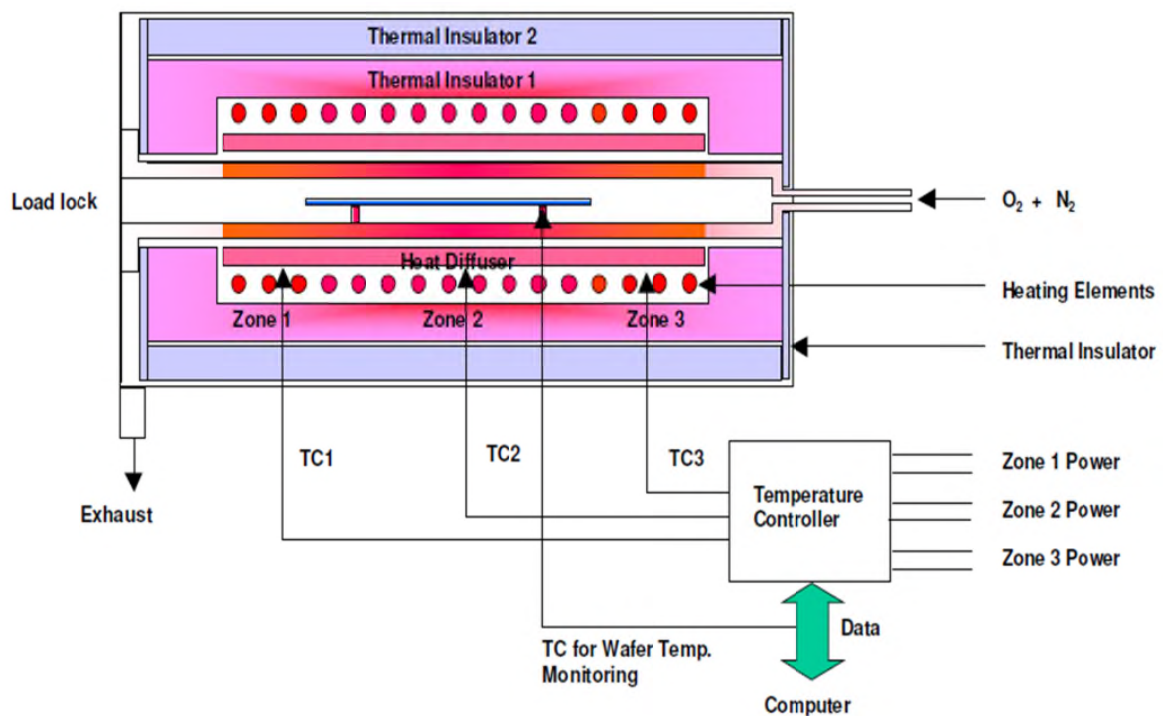 Thermal Insulator 2
Thermal Insulator 1
Load lock
O₂ + N₂
Heat Diffuser
Heating Elements
Zone 1
Zone 2
Zone 3
Thermal Insulator
TC1
TC2
TC3
Temperature
Controller
Zone 1 Power
Zone 2 Power
Zone 3 Power
Exhaust
TC for Wafer Temp.
Monitoring
Data
Computer